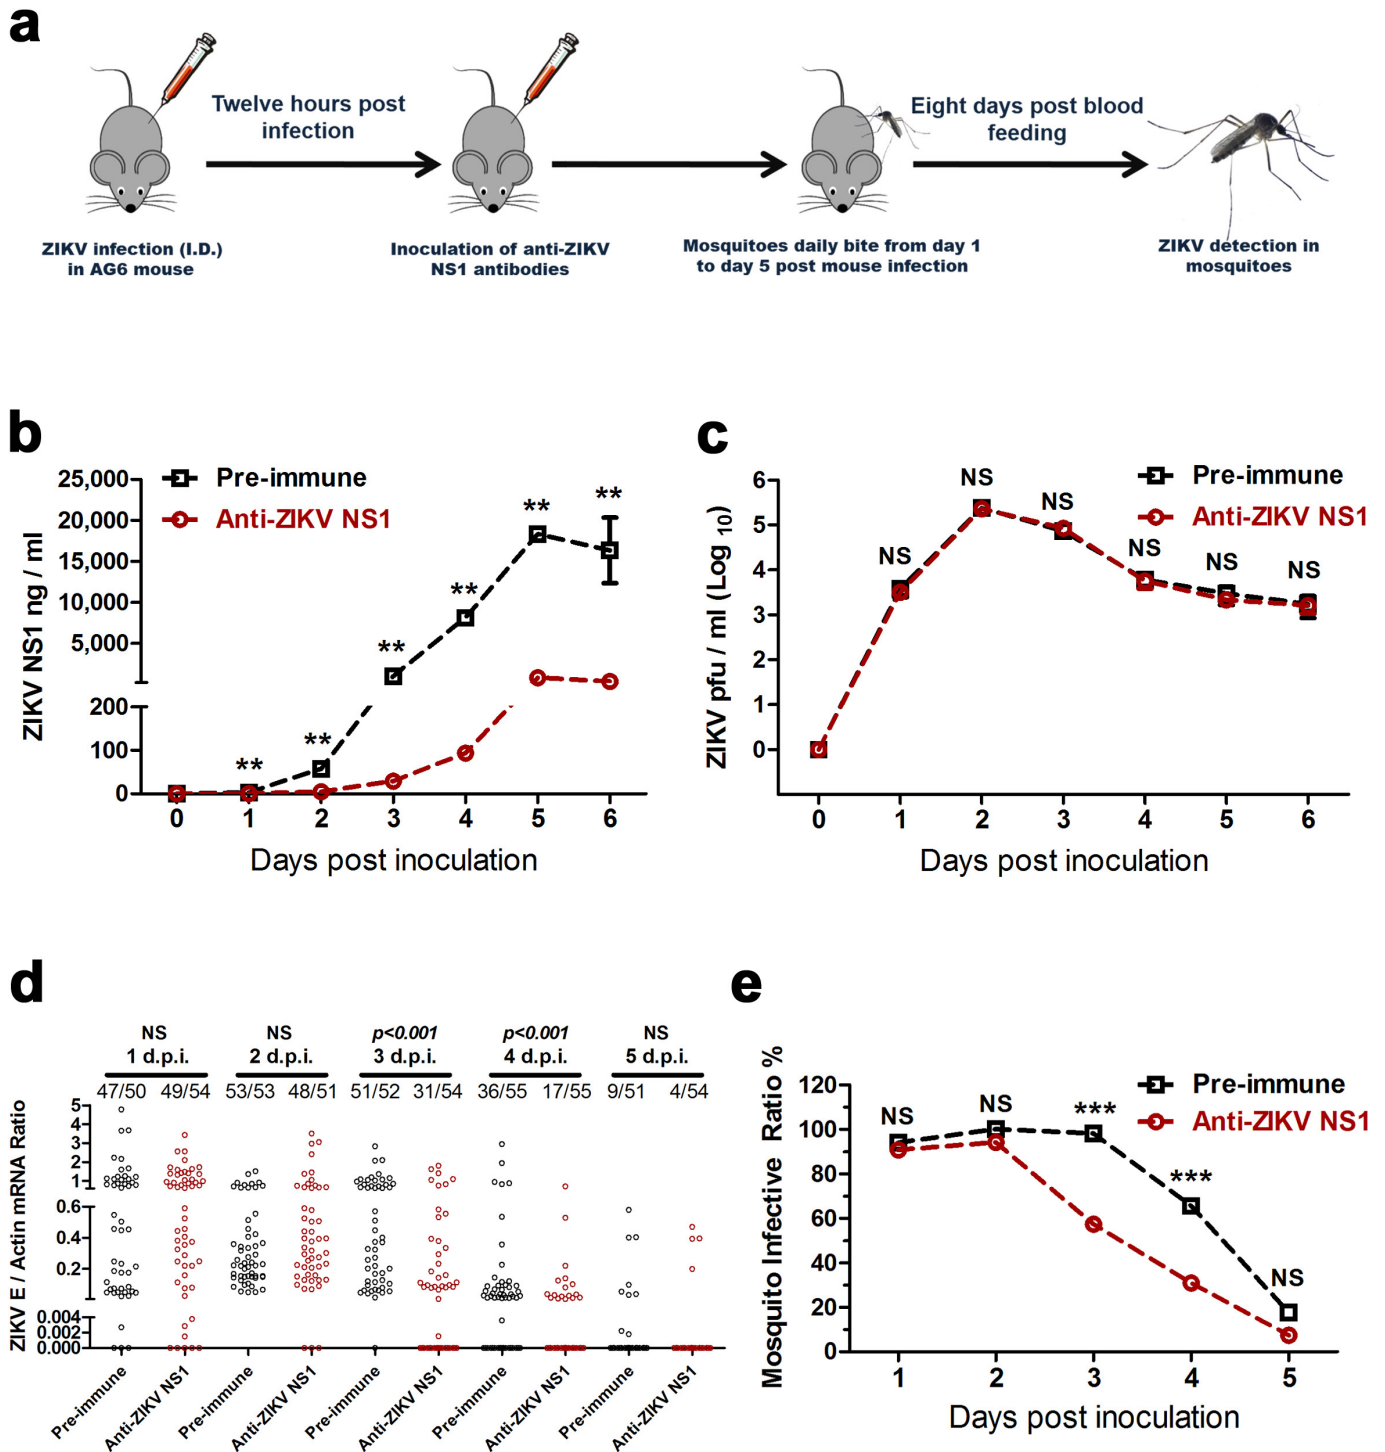 a
Twelve hours post
infection
Eight days post blood
feeding
ZIKV infection (I.D.)
in AG6 mouse
Inoculation of anti-ZIKV
NS1 antibodies
Mosquitoes daily bite from day 1
to day 5 post mouse infection
ZIKV detection in
mosquitoes
b
ZIKV NS1 ng / ml
25,000
20,000
15,000
10,000
5,000
200
100
0
Pre-immune
Anti-ZIKV NS1
** ** ** ** ** **
0 1 2 3 4 5 6
Days post inoculation
c
ZIKV pfu / ml (Log 10)
6
5
4
3
2
1
0
Pre-immune
Anti-ZIKV NS1
NS NS NS NS NS NS
0 1 2 3 4 5 6
Days post inoculation
d
ZIKV E / Actin mRNA Ratio
NS NS p<0.001 p<0.001 NS
1 d.p.i. 2 d.p.i. 3 d.p.i. 4 d.p.i. 5 d.p.i.
47/50 49/54 53/53 48/51 51/52 31/54 36/55 17/55 9/51 4/54
5
4
3
2
1
0.6
0.4
0.2
0.004
0.002
0.000
Pre-immune Anti-ZIKV NS1 Pre-immune Anti-ZIKV NS1 Pre-immune Anti-ZIKV NS1 Pre-immune Anti-ZIKV NS1 Pre-immune Anti-ZIKV NS1
e
Mosquito Infective Ratio %
120
100
80
60
40
20
0
Pre-immune
Anti-ZIKV NS1
NS NS *** *** NS
1 2 3 4 5
Days post inoculation